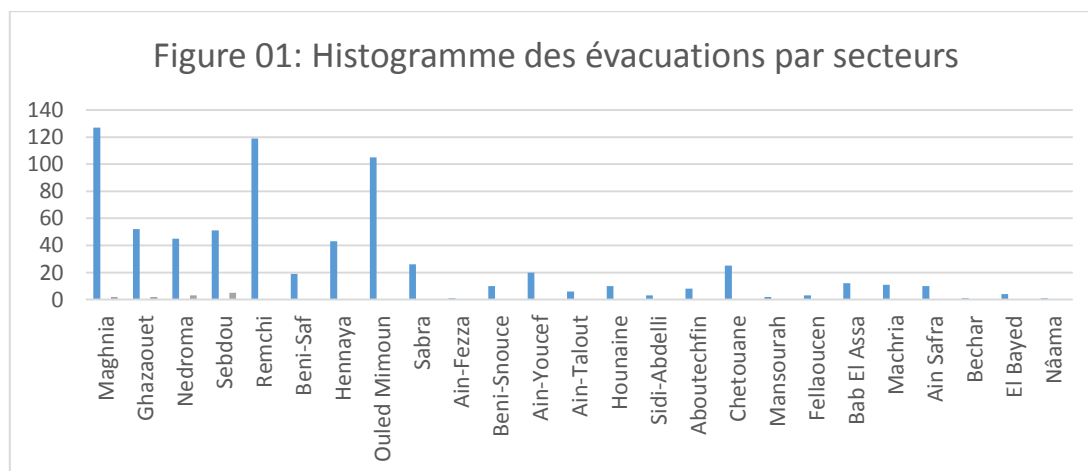 Figure 01: Histogramme des évacuations par secteurs
140
120
100
80
60
40
20
0
Maghnia
Ghazaouet
Nedroma
Sebdou
Remchi
Beni-Saf
Hennaya
Ouled Mimoun
Sabra
Ain-Fezza
Beni-Snouce
Ain-Youcef
Ain-Talout
Hounaine
Sidi-Abdelli
Aboutechfin
Chetouane
Mansourah
Fellaoucen
Bab El Assa
Machria
Ain Safra
Bechar
El Bayed
Nâama